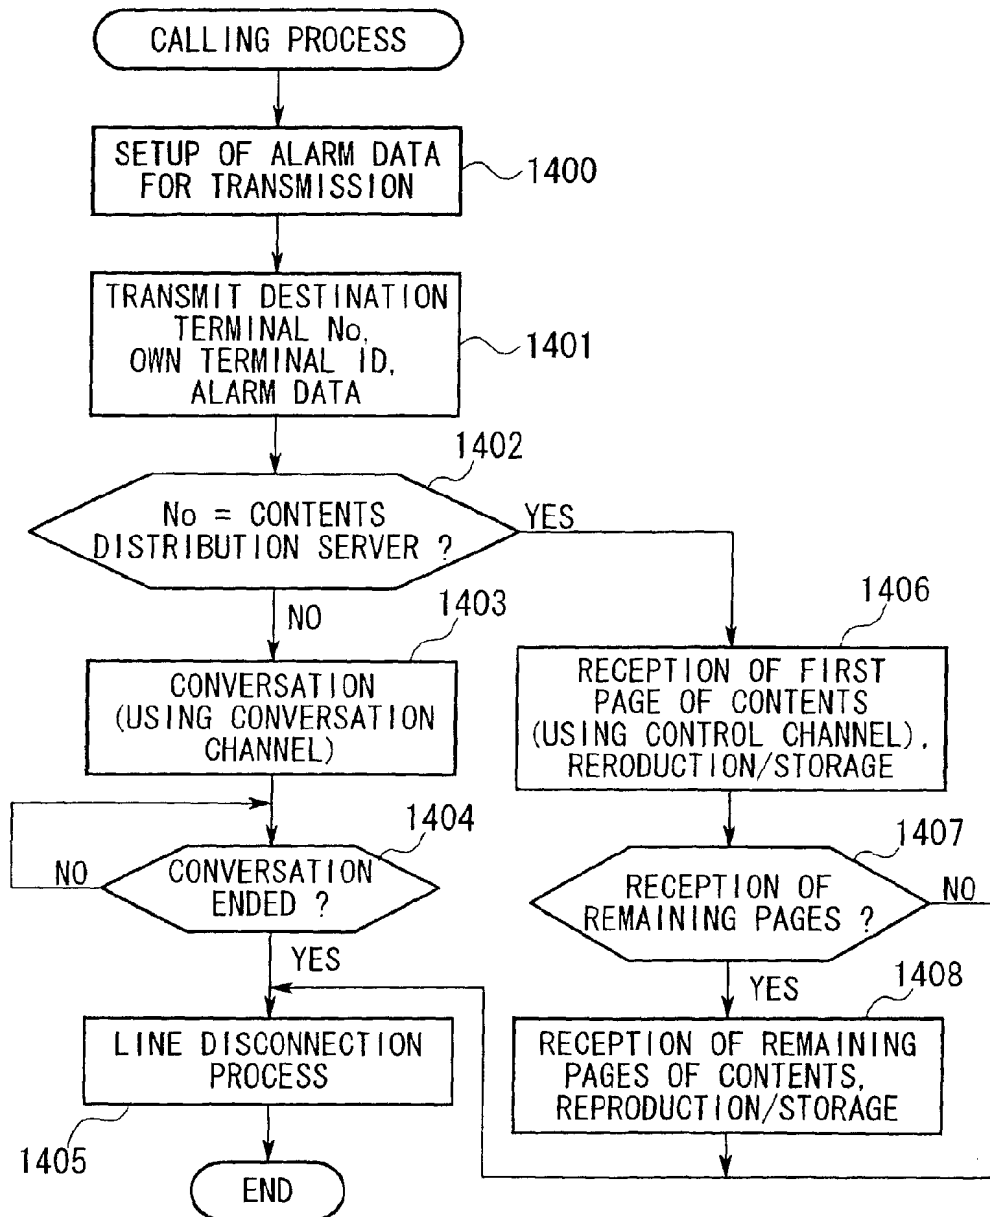 CALLING PROCESS
SETUP OF ALARM DATA
FOR TRANSMISSION
1400
TRANSMIT DESTINATION
TERMINAL No,
OWN TERMINAL ID,
ALARM DATA
1401
1402
No = CONTENTS
DISTRIBUTION SERVER ?
YES
NO
1403
CONVERSATION
(USING CONVERSATION
CHANNEL)
1404
CONVERSATION
ENDED ?
NO
YES
LINE DISCONNECTION
PROCESS
1405
END
1406
RECEPTION OF FIRST
PAGE OF CONTENTS
(USING CONTROL CHANNEL),
RERODUCTION/STORAGE
1407
RECEPTION OF
REMAINING PAGES ?
NO
YES
1408
RECEPTION OF REMAINING
PAGES OF CONTENTS,
REPRODUCTION/STORAGE